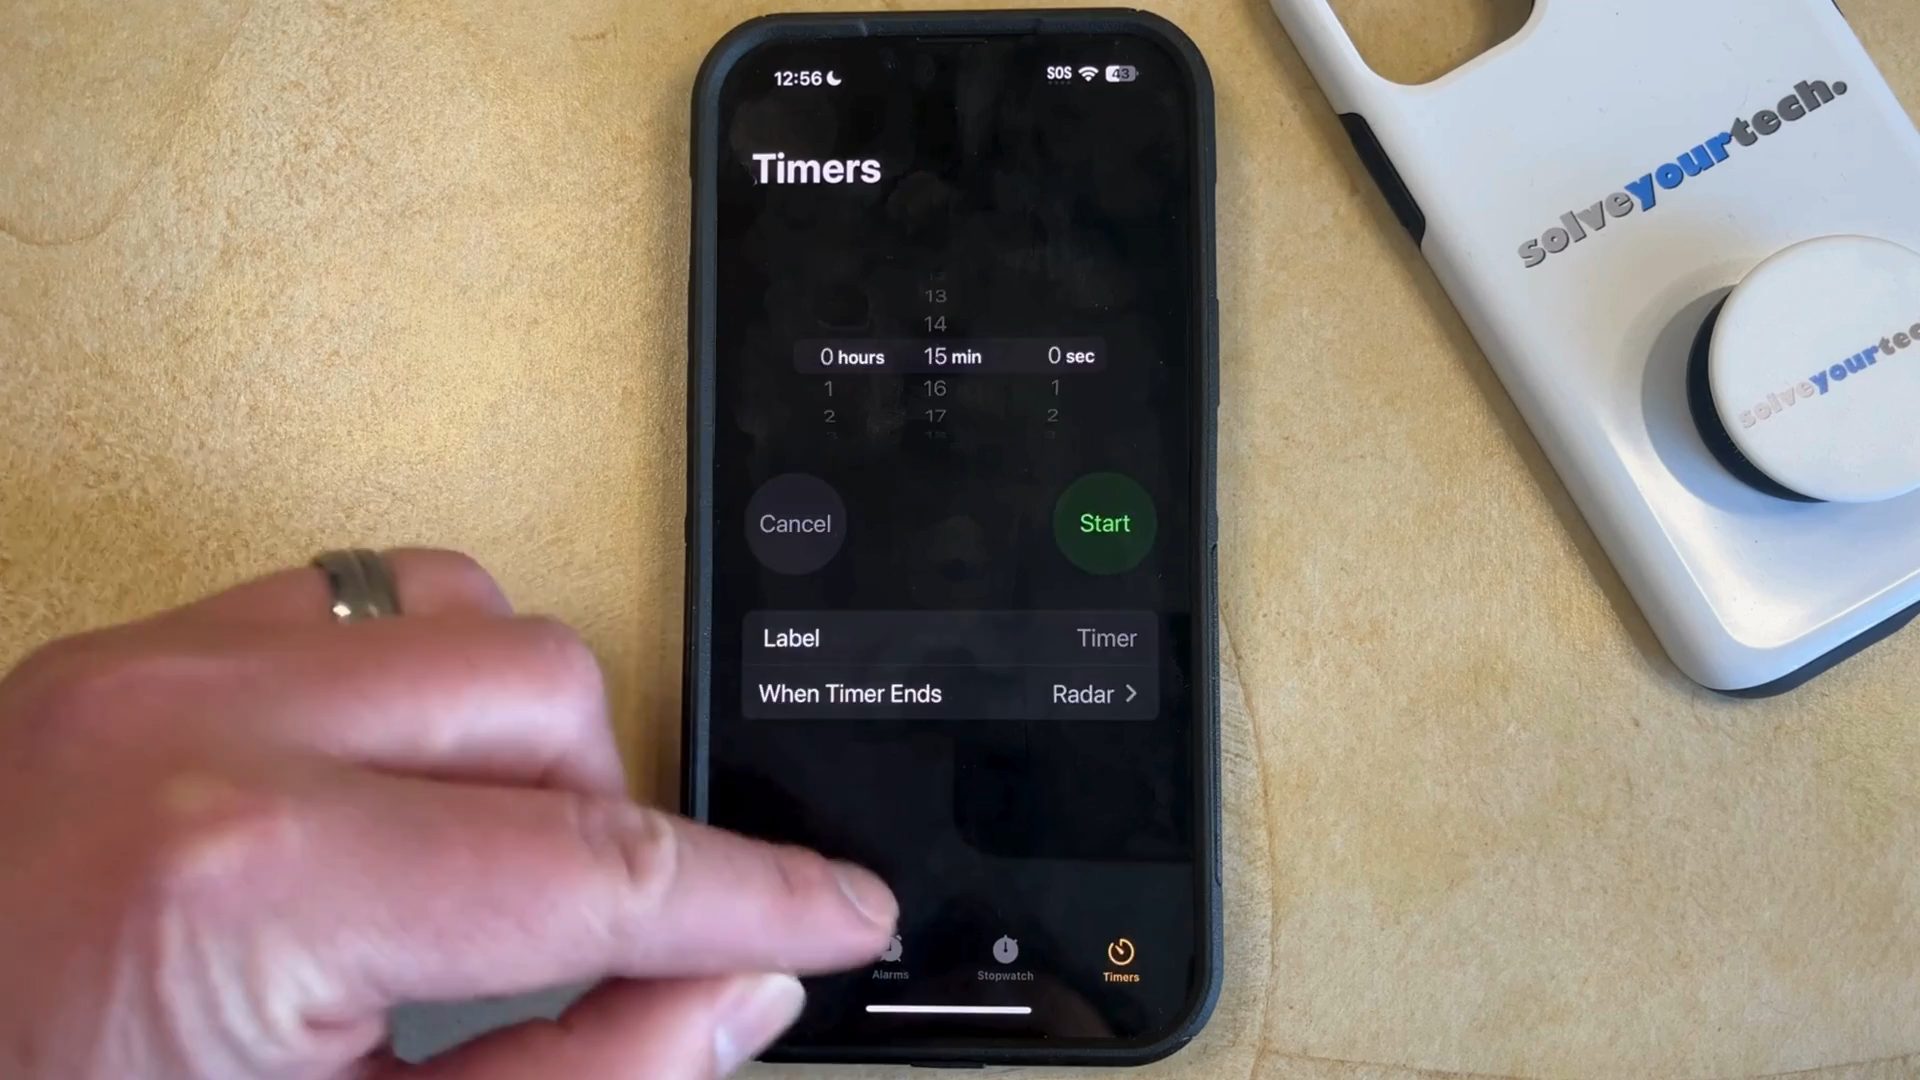 12:56 SOS 43
Timers
13
14
0 hours 15 min 0 sec
1 16 1
2 17 2
Cancel Start
Label Timer
When Timer Ends Radar
Alarms Stopwatch Timers
solveyourtech.
solveyourtec